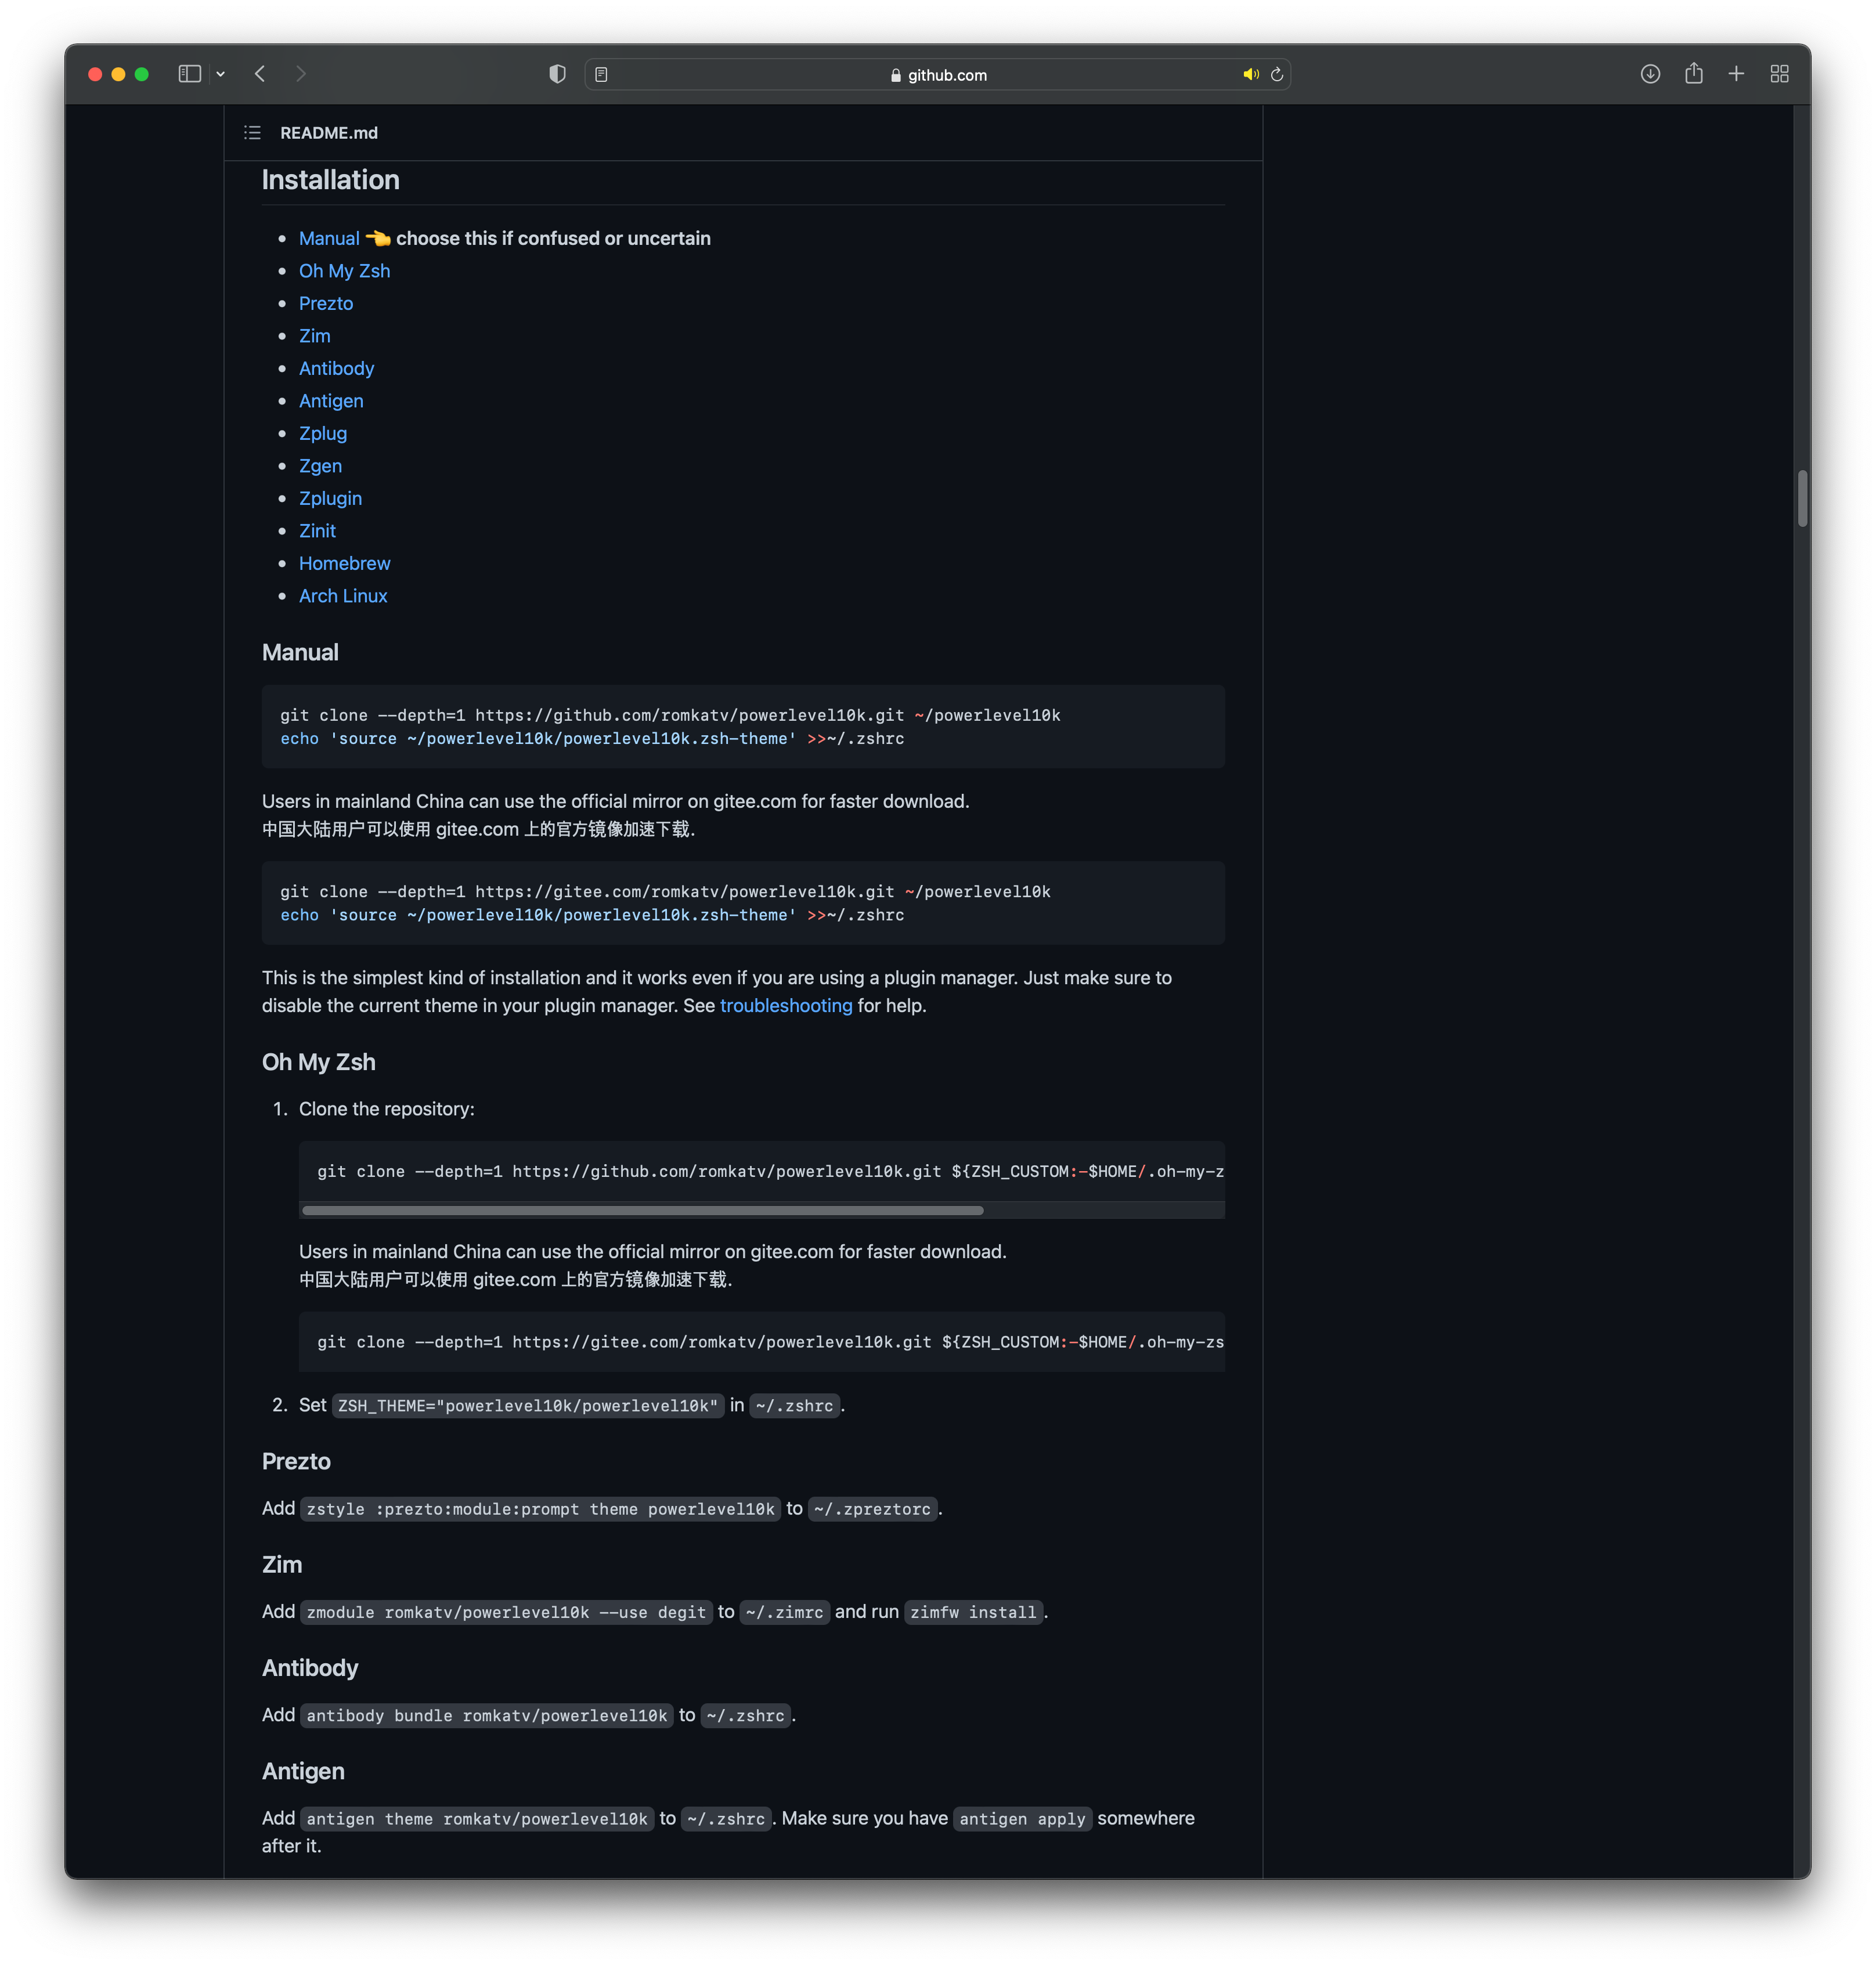 github.com
README.md
Installation
Manual 👈 choose this if confused or uncertain
Oh My Zsh
Prezto
Zim
Antibody
Antigen
Zplug
Zgen
Zplugin
Zinit
Homebrew
Arch Linux
Manual
git clone --depth=1 https://github.com/romkatv/powerlevel10k.git ~/powerlevel10k
echo 'source ~/powerlevel10k/powerlevel10k.zsh-theme' >>~/.zshrc
Users in mainland China can use the official mirror on gitee.com for faster download.
中国大陆用户可以使用 gitee.com 上的官方镜像加速下载.
git clone --depth=1 https://gitee.com/romkatv/powerlevel10k.git ~/powerlevel10k
echo 'source ~/powerlevel10k/powerlevel10k.zsh-theme' >>~/.zshrc
This is the simplest kind of installation and it works even if you are using a plugin manager. Just make sure to
disable the current theme in your plugin manager. See troubleshooting for help.
Oh My Zsh
1. Clone the repository:
git clone --depth=1 https://github.com/romkatv/powerlevel10k.git ${ZSH_CUSTOM:-$HOME/.oh-my-z
Users in mainland China can use the official mirror on gitee.com for faster download.
中国大陆用户可以使用 gitee.com 上的官方镜像加速下载.
git clone --depth=1 https://gitee.com/romkatv/powerlevel10k.git ${ZSH_CUSTOM:-$HOME/.oh-my-zs
2. Set ZSH_THEME="powerlevel10k/powerlevel10k" in ~/.zshrc.
Prezto
Add zstyle :prezto:module:prompt theme powerlevel10k to ~/.zpreztorc.
Zim
Add zmodule romkatv/powerlevel10k --use degit to ~/.zimrc and run zimfw install.
Antibody
Add antibody bundle romkatv/powerlevel10k to ~/.zshrc.
Antigen
Add antigen theme romkatv/powerlevel10k to ~/.zshrc. Make sure you have antigen apply somewhere
after it.